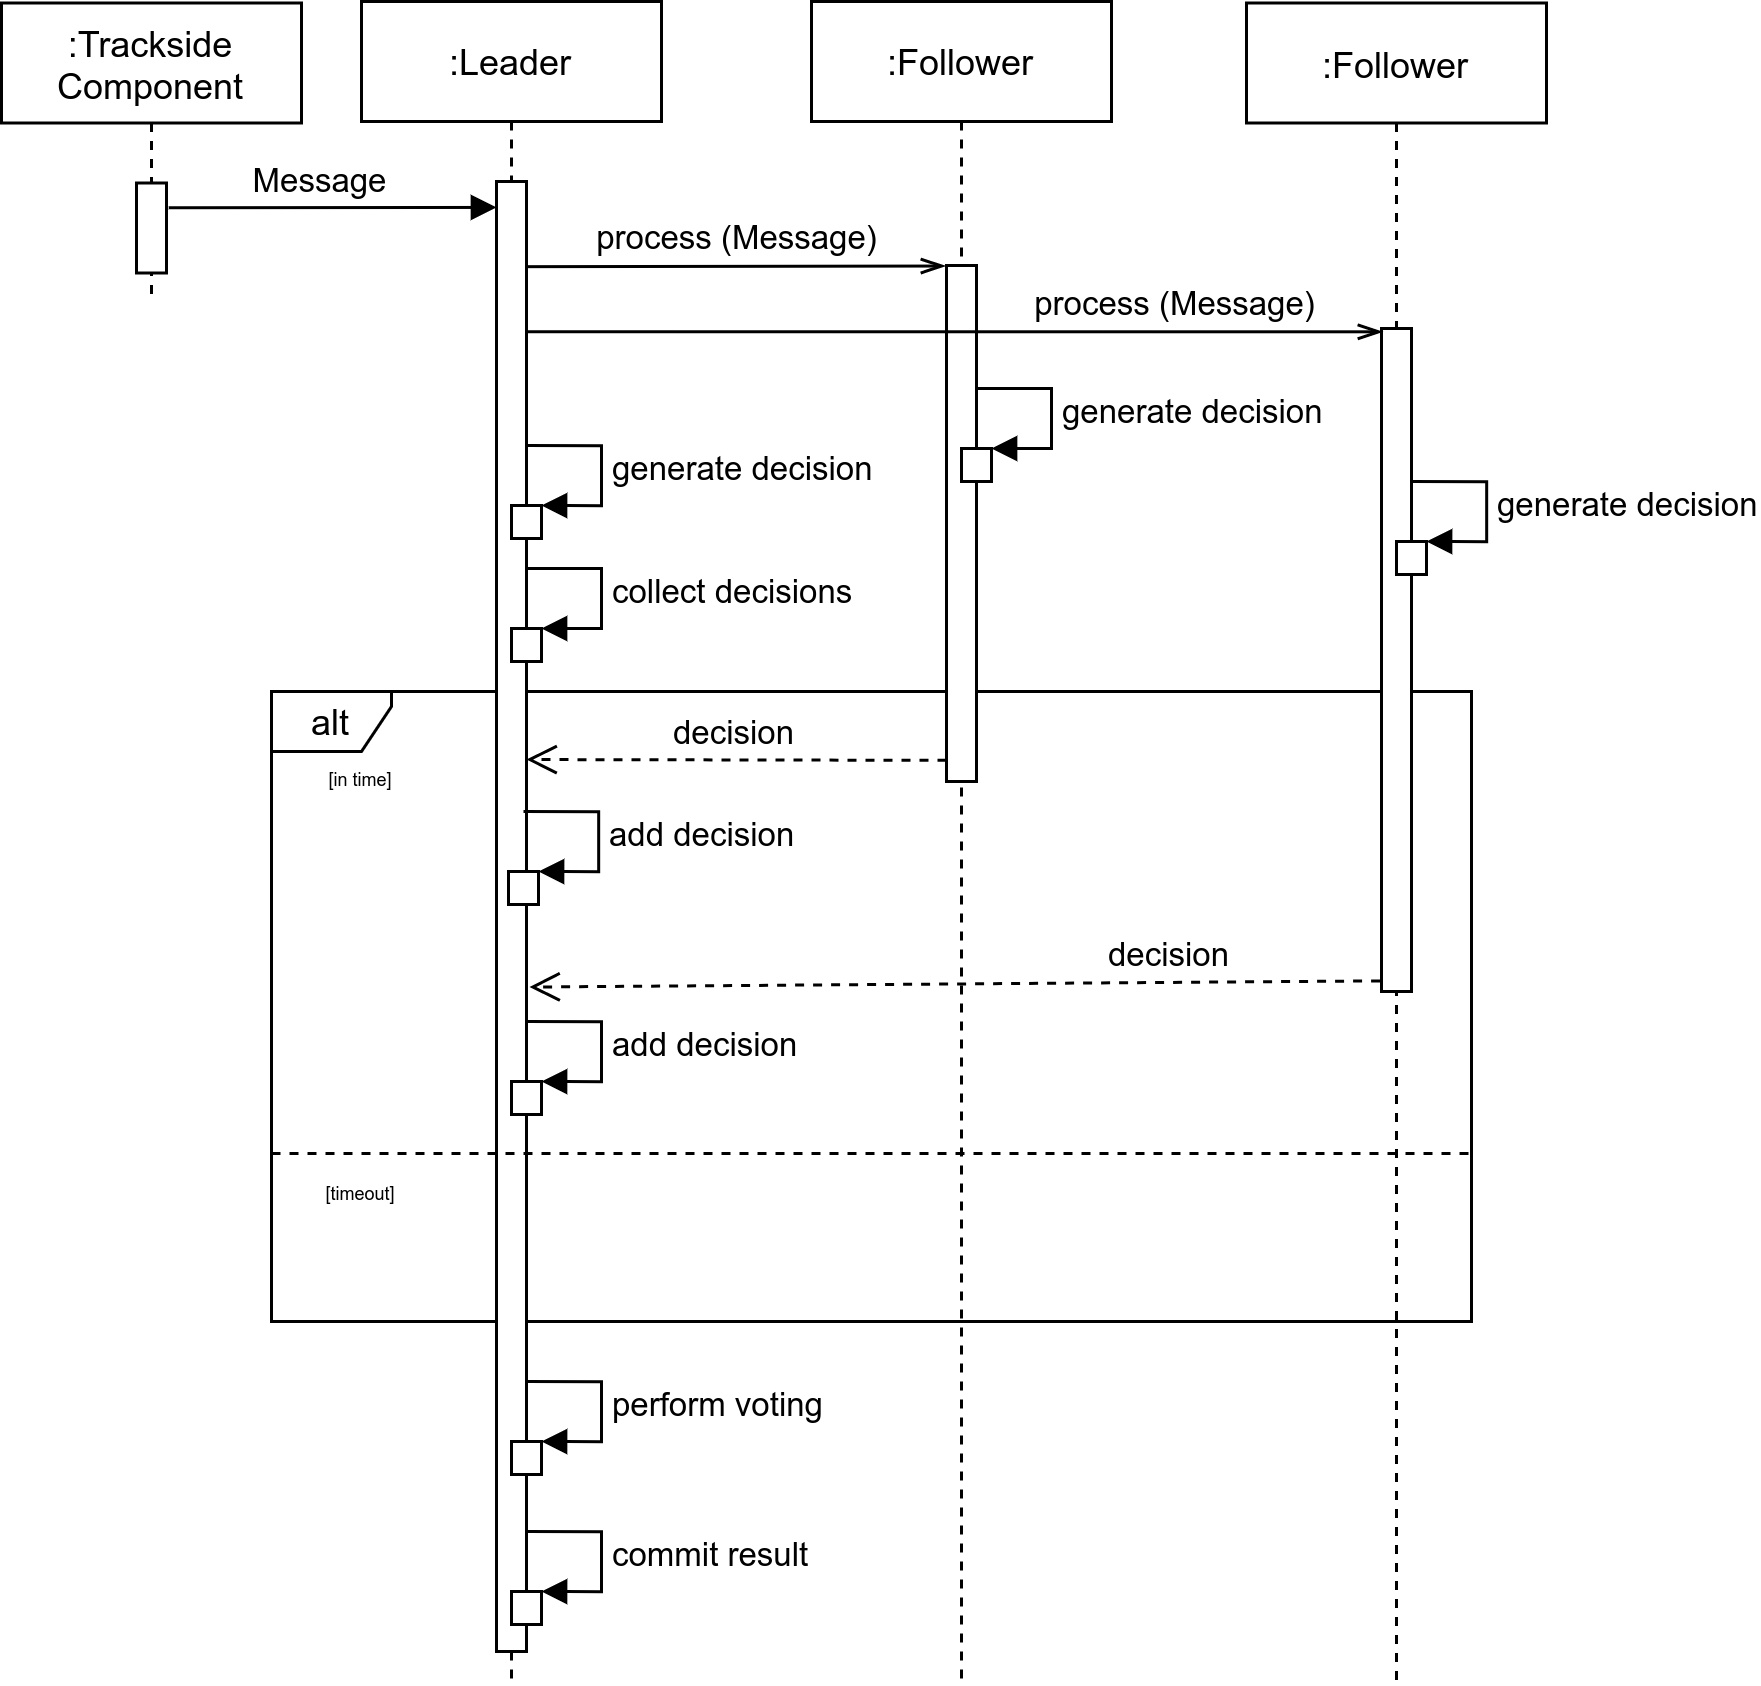 :Trackside
Component
:Leader
:Follower
:Follower
Message
process (Message)
process (Message)
generate decision
generate decision
generate decision
collect decisions
alt
decision
[in time]
add decision
decision
add decision
[timeout]
perform voting
commit result